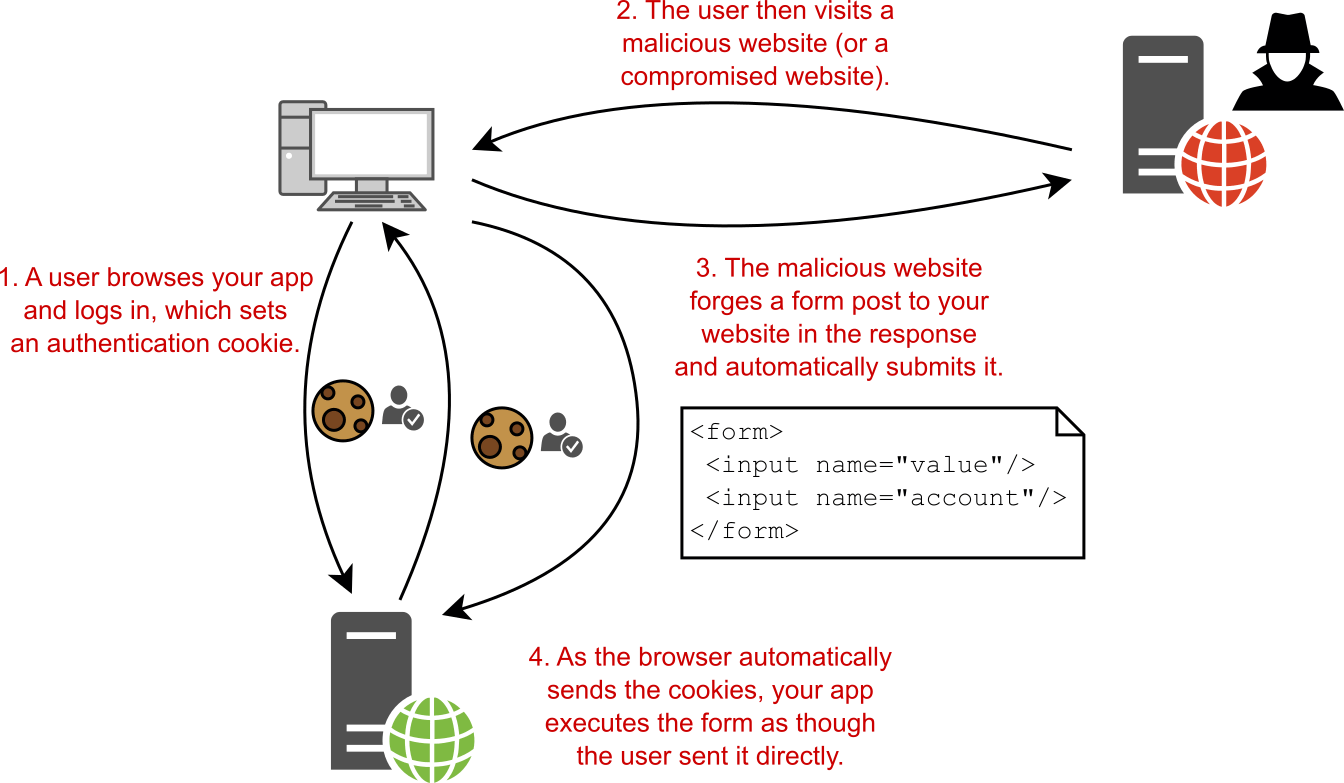 2. The user then visits a
malicious website (or a
compromised website).
1. A user browses your app
and logs in, which sets
an authentication cookie.
3. The malicious website
forges a form post to your
website in the response
and automatically submits it.
<form>
<input name="value"/>
<input name="account"/>
</form>
4. As the browser automatically
sends the cookies, your app
executes the form as though
the user sent it directly.